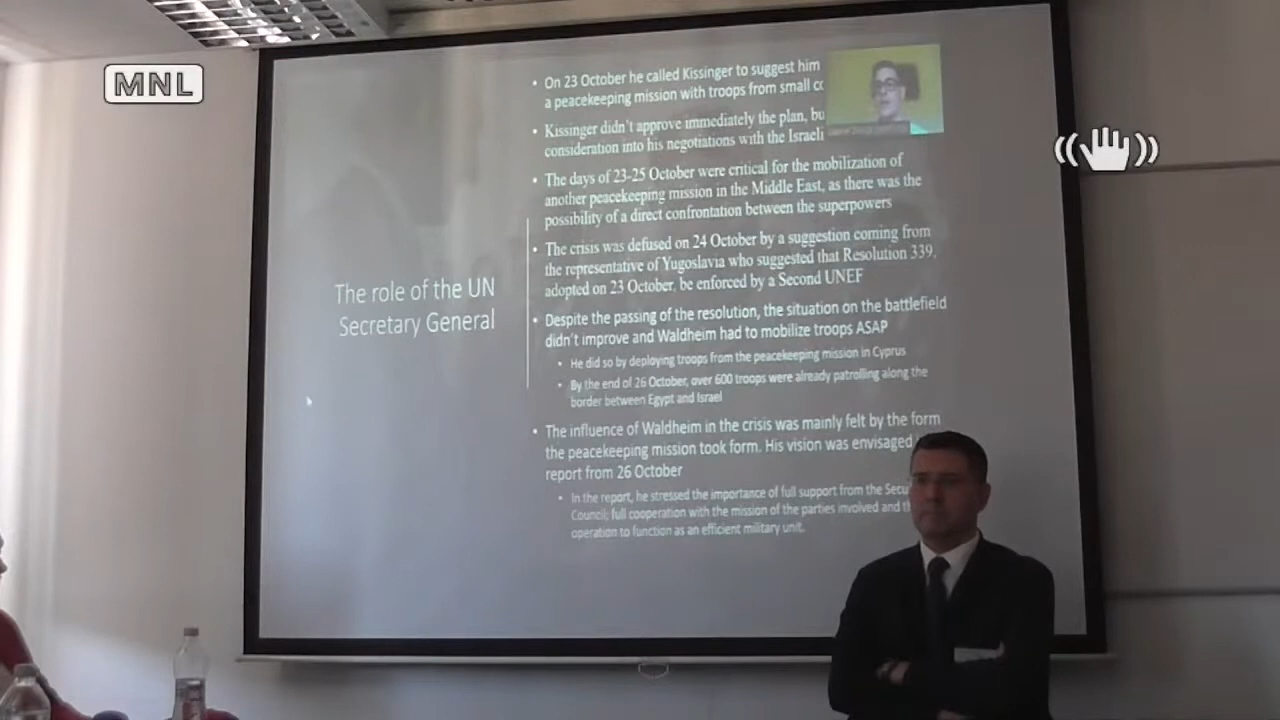 MNL
The role of the UN
Secretary General
• On 23 October he called Kissinger to suggest him
a peacekeeping mission with troops from small
• Kissinger didn't approve immediately the plan,
consideration into his negotiations with the Israeli
• The days of 23-25 October were critical for the mobilization of
another peacekeeping mission in the Middle East, as there was the
possibility of a direct confrontation between the superpowers
• The crisis was defused on 24 October by a suggestion coming from
the representative of Yugoslavia who suggested that Resolution 339,
adopted on 23 October, be enforced by a Second UNEF
• Despite the passing of the resolution, the situation on the battlefield
didn't improve and Waldheim had to mobilize troops ASAP
• He did so by deploying troops from the peacekeeping mission in Cyprus
• By the end of 26 October, over 600 troops were already patrolling along the
border between Egypt and Israel
• The influence of Waldheim in the crisis was mainly felt by the form
the peacekeeping mission took form. His vision was envisaged
report from 26 October
• In the report, he stressed the importance of full support from the
Council; full cooperation with the mission of the parties involved and
operation to function as an efficient military unit.